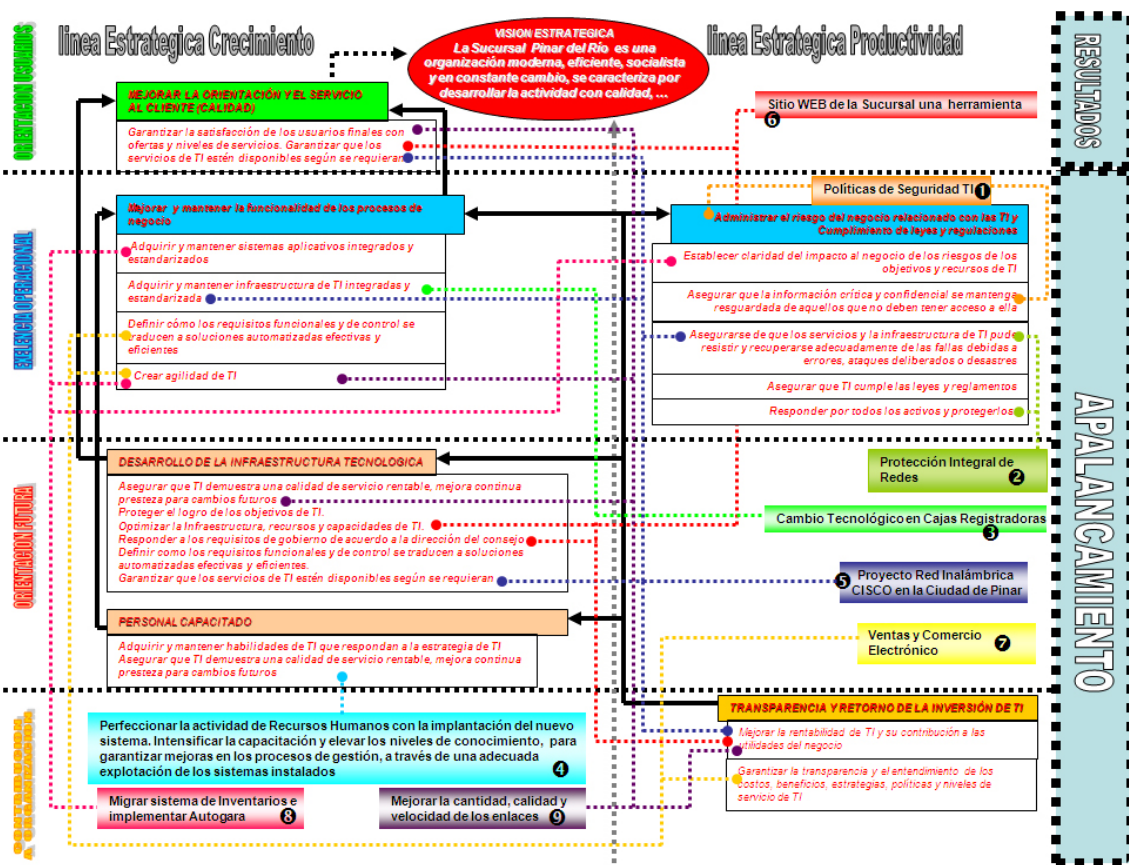 linea Estrategica Crecimiento
VISION ESTRATEGICA
La Sucursal Pinar del Río es una
organización moderna, eficiente, socialista
y en constante cambio, se caracteriza por
desarrollar la actividad con calidad, ...
linea Estrategica Productividad
ORIENTACION USUARIOS
RESULTADOS
MEJORAR LA ORIENTACIÓN Y EL SERVICIO
AL CLIENTE (CALIDAD)
Garantizar la satisfacción de los usuarios finales con
ofertas y niveles de servicios. Garantizar que los
servicios de TI estén disponibles según se requieran
Sitio WEB de la Sucursal una herramienta
6
EXELENCIA OPERACIONAL
APALANCAMIENTO
Mejorar y mantener la funcionalidad de los procesos de
negocio
Adquirir y mantener sistemas aplicativos integrados y
estandarizados
Adquirir y mantener infraestructura de TI integradas y
estandarizada
Definir cómo los requisitos funcionales y de control se
traducen a soluciones automatizadas efectivas y
eficientes
Crear agilidad de TI
Políticas de Seguridad TI 1
Administrar el riesgo del negocio relacionado con las TI y
Cumplimiento de leyes y regulaciones
Establecer claridad del impacto al negocio de los riesgos de los
objetivos y recursos de TI
Asegurar que la información crítica y confidencial se mantenga
resguardada de aquellos que no deben tener acceso a ella
Asegurarse de que los servicios y la infraestructura de TI pued
resistir y recuperarse adecuadamente de las fallas debidas a
errores, ataques deliberados o desastres
Asegurar que TI cumple las leyes y reglamentos
Responder por todos los activos y protegerlos
ORIENTACION FUTURA
DESARROLLO DE LA INFRAESTRUCTURA TECNOLOGICA
Asegurar que TI demuestra una calidad de servicio rentable, mejora continua
presteza para cambios futuros
Proteger el logro de los objetivos de TI.
Optimizar la Infraestructura, recursos y capacidades de TI.
Responder a los requisitos de gobierno de acuerdo a la dirección del consejo
Definir como los requisitos funcionales y de control se traducen a soluciones
automatizadas efectivas y eficientes.
Garantizar que los servicios de TI estén disponibles según se requieran
Protección Integral de
Redes 2
Cambio Tecnológico en Cajas Registradoras
3
5 Proyecto Red Inalámbrica
CISCO en la Ciudad de Pinar
PERSONAL CAPACITADO
Adquirir y mantener habilidades de TI que respondan a la estrategia de TI
Asegurar que TI demuestra una calidad de servicio rentable, mejora continua
presteza para cambios futuros
Ventas y Comercio
Electrónico 7
Perfeccionar la actividad de Recursos Humanos con la implantación del nuevo
sistema. Intensificar la capacitación y elevar los niveles de conocimiento, para
garantizar mejoras en los procesos de gestión, a través de una adecuada
explotación de los sistemas instalados 4
TRANSPARENCIA Y RETORNO DE LA INVERSIÓN DE TI
Mejorar la rentabilidad de TI y su contribución a las
utilidades del negocio
Garantizar la transparencia y el entendimiento de los
costos, beneficios, estrategias, políticas y niveles de
servicio de TI
Migrar sistema de Inventarios e
implementar Autogara 8
Mejorar la cantidad, calidad y
velocidad de los enlaces 9